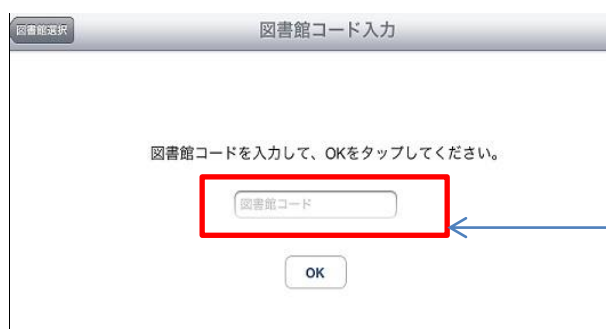 図書館選択
図書館コード入力
図書館コードを入力して、OKをタップしてください。
図書館コード
OK